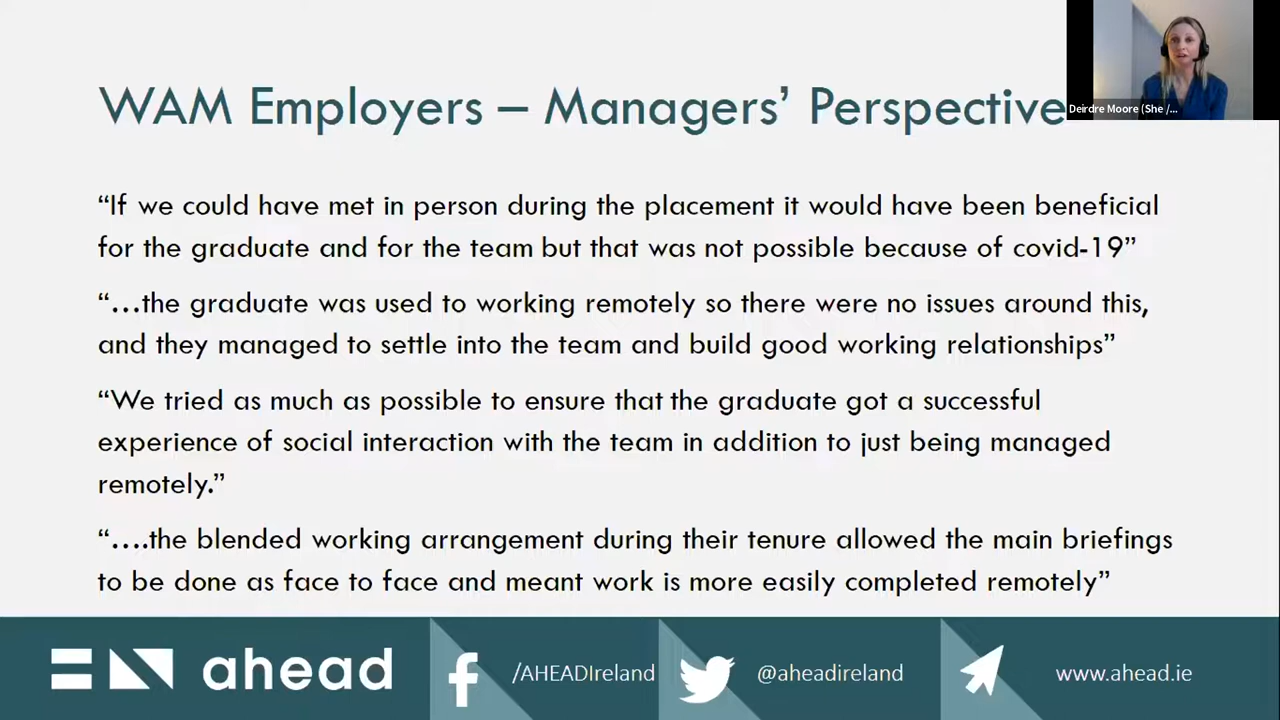 WAM Employers – Managers’ Perspective
Deirdre Moore (She /...
“If we could have met in person during the placement it would have been beneficial
for the graduate and for the team but that was not possible because of covid-19”
“…the graduate was used to working remotely so there were no issues around this,
and they managed to settle into the team and build good working relationships”
“We tried as much as possible to ensure that the graduate got a successful
experience of social interaction with the team in addition to just being managed
remotely.”
“….the blended working arrangement during their tenure allowed the main briefings
to be done as face to face and meant work is more easily completed remotely”
ahead
/AHEADIreland
@aheadireland
www.ahead.ie